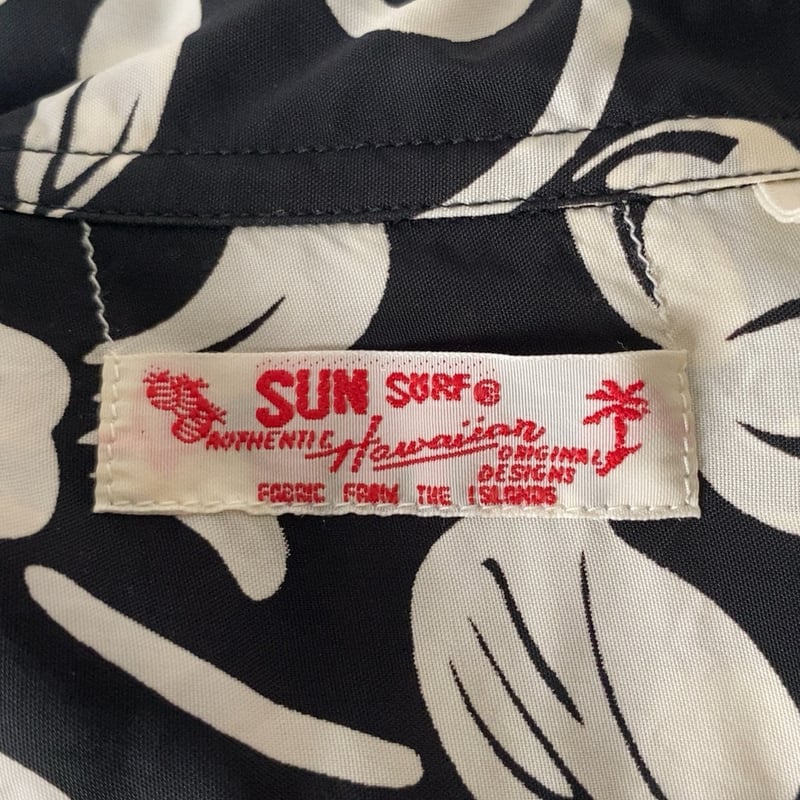 SUN SURF®
AUTHENTIC Hawaiian ORIGINAL
DESIGNS
FABRIC FROM THE ISLANDS